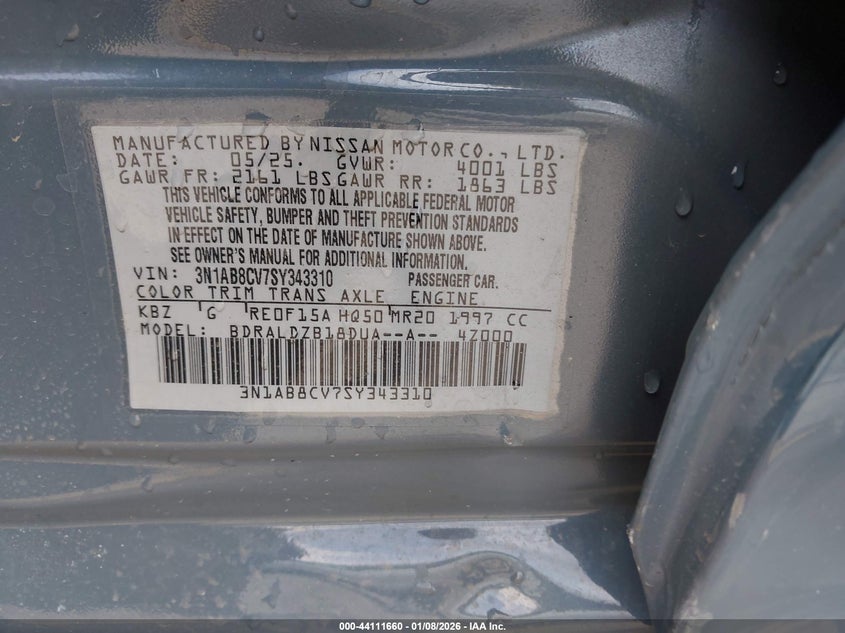 MANUFACTURED BY NISSAN MOTOR CO., LTD.
DATE: 05/25. GVWR: 4001 LBS
GAWR FR: 2161 LBS GAWR RR: 1863 LBS
THIS VEHICLE CONFORMS TO ALL APPLICABLE FEDERAL MOTOR
VEHICLE SAFETY, BUMPER AND THEFT PREVENTION STANDARDS
IN EFFECT ON THE DATE OF MANUFACTURE SHOWN ABOVE.
SEE OWNER'S MANUAL FOR ADDITIONAL INFORMATION.
VIN: 3N1AB8CV7SY343310 PASSENGER CAR.
COLOR TRIM TRANS AXLE ENGINE
KBZ G RE0F15A HQ50 MR20 1997 CC
MODEL: BDRALDZB18DUA--A-- 4Z000
3N1AB8CV7SY343310
000-44111660 - 01/08/2026 - IAA Inc.